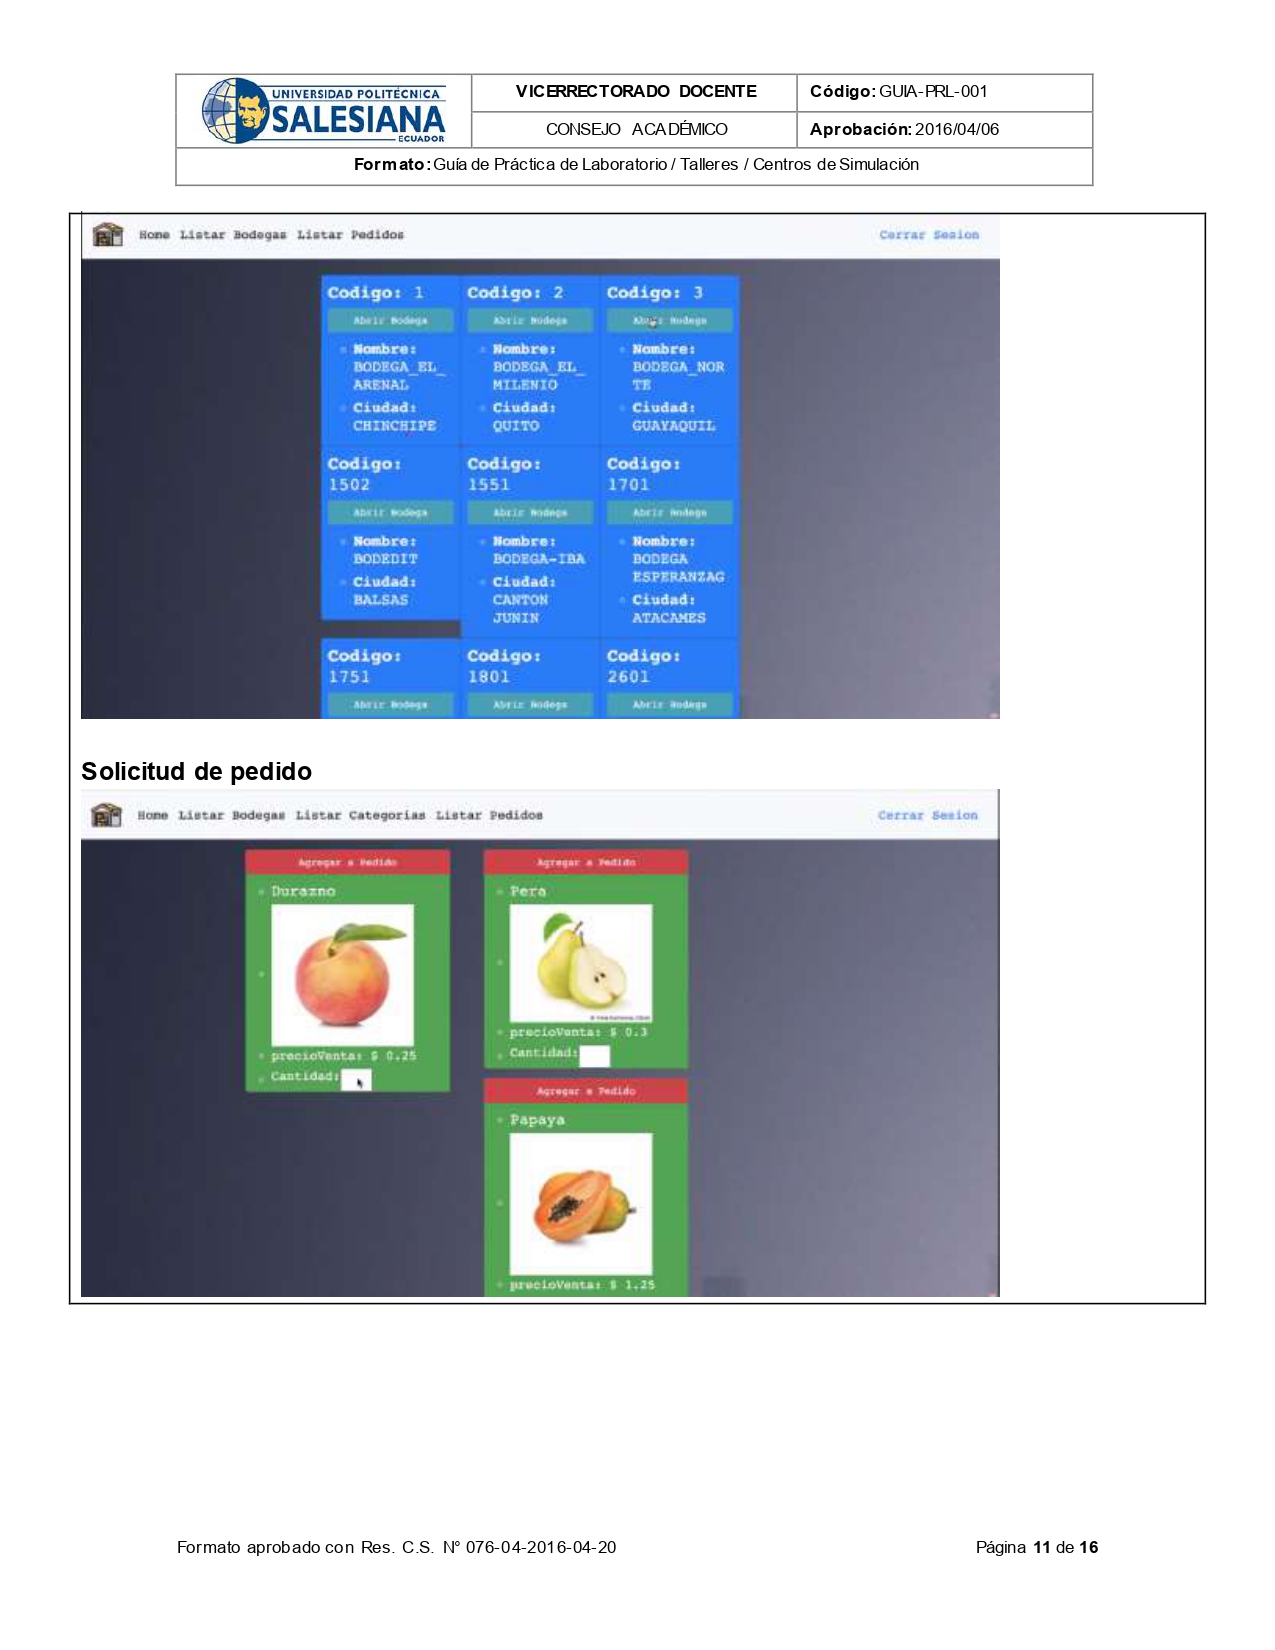 UNIVERSIDAD POLITÉCNICA
SALESIANA
ECUADOR
VICERRECTORADO DOCENTE
Código: GUIA-PRL-001
CONSEJO ACADÉMICO
Aprobación: 2016/04/06
Formato: Guía de Práctica de Laboratorio / Talleres / Centros de Simulación
Home Listar Bodegas Listar Pedidos
Cerrar Sesion
Codigo: 1
Abrir Bodega
Nombre:
BODEGA_EL_
ARENAL
Ciudad:
CHINCHIPE
Codigo: 2
Abrir Bodega
Nombre:
BODEGA_EL_
MILENIO
Ciudad:
QUITO
Codigo: 3
Abrir Bodega
Nombre:
BODEGA_NOR
TE
Ciudad:
GUAYAQUIL
Codigo:
1502
Abrir Bodega
Nombre:
BODEDIT
Ciudad:
BALSAS
Codigo:
1551
Abrir Bodega
Nombre:
BODEGA-IBA
Ciudad:
CANTON
JUNIN
Codigo:
1701
Abrir Bodega
Nombre:
BODEGA
ESPERANZAG
Ciudad:
ATACAMES
Codigo:
1751
Abrir Bodega
Codigo:
1801
Abrir Bodega
Codigo:
2601
Abrir Bodega
Solicitud de pedido
Home Listar Bodegas Listar Categorias Listar Pedidos
Cerrar Sesion
Agregar a Pedido
Durazno
precioVenta: $ 0.25
Cantidad:
Agregar a Pedido
Pera
precioVenta: $ 0.3
Cantidad:
Agregar a Pedido
Papaya
precioVenta: $ 1.25
Formato aprobado con Res. C.S. N° 076-04-2016-04-20
Página 11 de 16